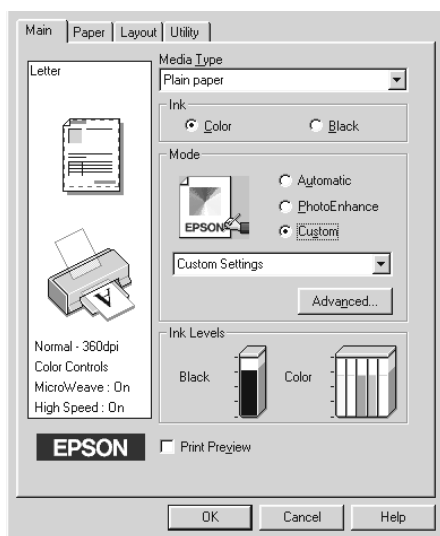 Main Paper Layout Utility
Letter
Media Type
Plain paper
Ink
Color Black
Mode
Automatic
PhotoEnhance
Custom
EPSON
Custom Settings
Advanced...
A
Normal - 360dpi
Color Controls
MicroWeave : On
High Speed : On
Ink Levels
Black Color
EPSON
Print Preview
OK Cancel Help